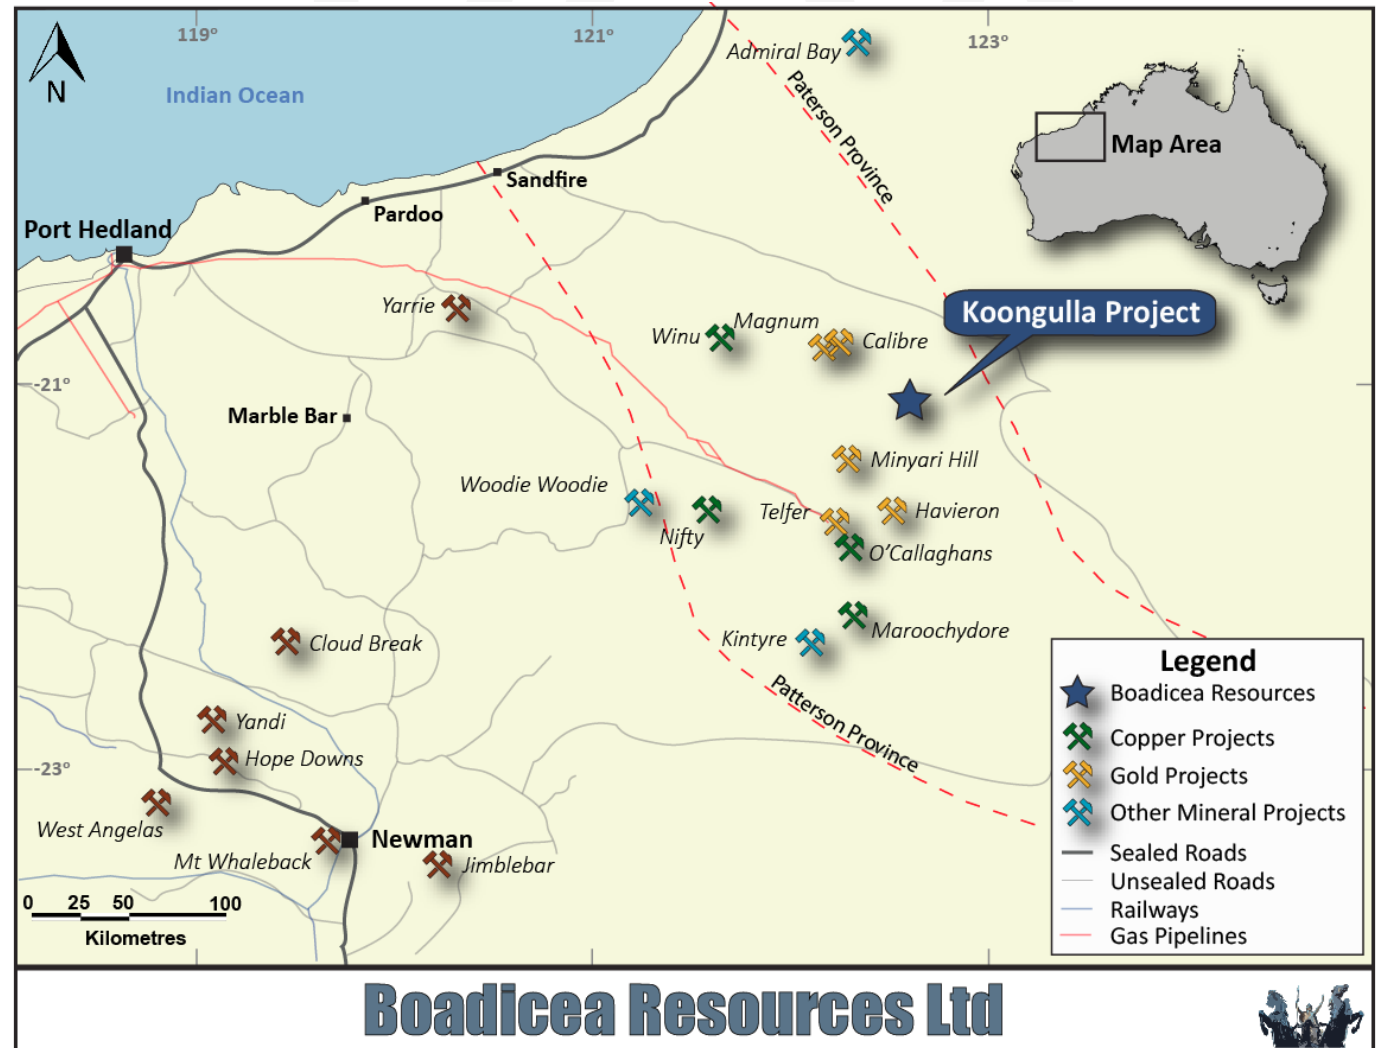 119°
121°
123°
Admiral Bay
N
Indian Ocean
Paterson Province
Map Area
Sandfire
Pardoo
Port Hedland
Koongulla Project
Yarrie
Magnum
Winu
Calibre
-21°
Marble Bar
Minyari Hill
Woodie Woodie
Telfer
Havieron
Nifty
O'Callaghans
Cloud Break
Kintyre
Maroochydore
Patterson Province
Yandi
Hope Downs
-23°
West Angelas
Newman
Mt Whaleback
Jimblebar
0 25 50 100
Kilometres
Legend
Boadicea Resources
Copper Projects
Gold Projects
Other Mineral Projects
Sealed Roads
Unsealed Roads
Railways
Gas Pipelines
Boadicea Resources Ltd